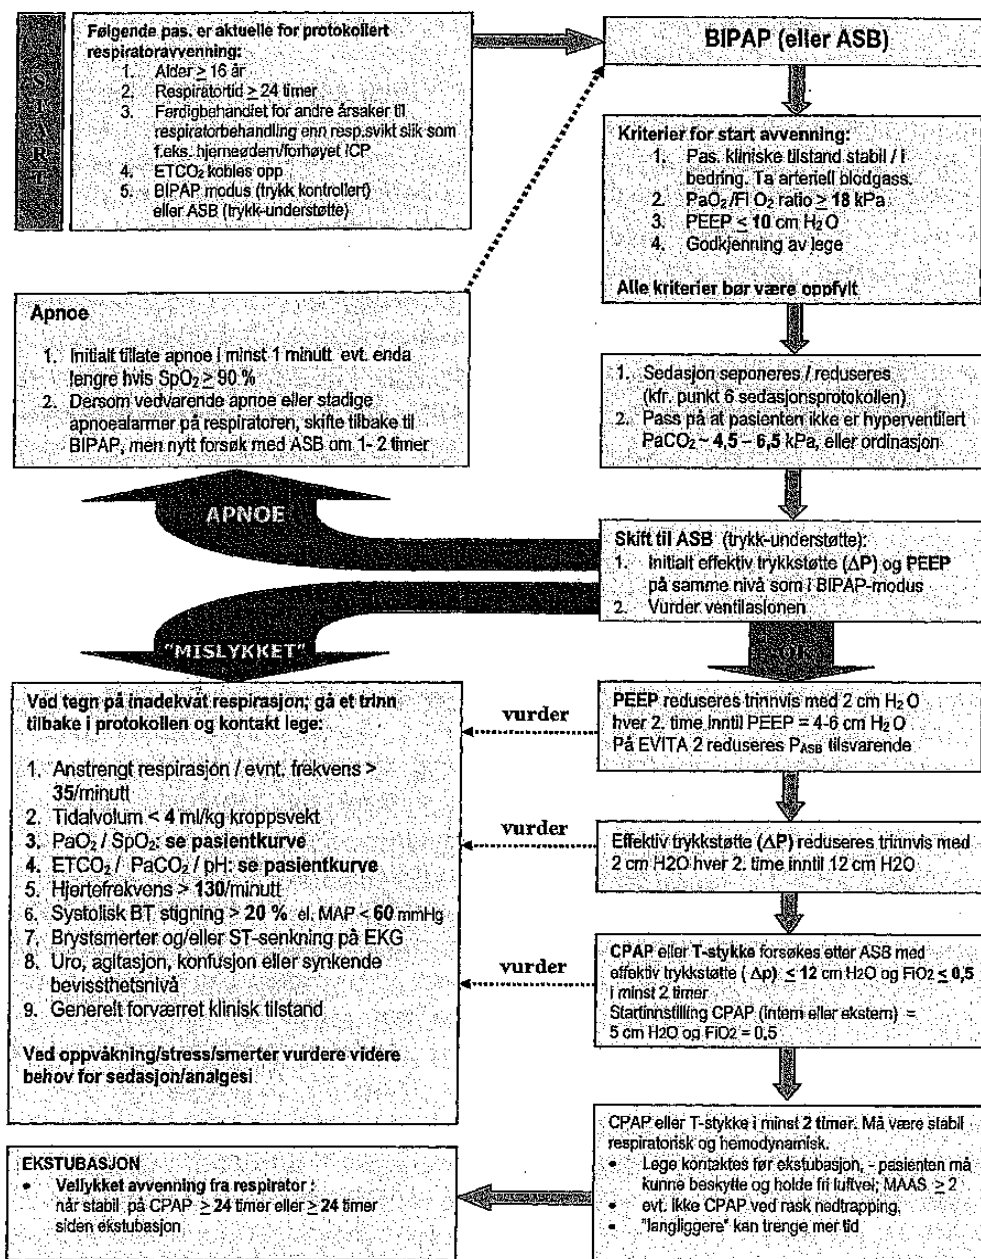 START
Følgende pas. er aktuelle for protokollert
respiratoravvenning:
1. Alder ≥ 16 år
2. Respiratortid ≥ 24 timer
3. Ferdigbehandlet for andre årsaker til
respiratorbehandling enn resp.svikt slik som
f.eks. hjerneødem/forhøyet ICP
4. ETCO₂ kobles opp
5. BIPAP modus (trykk kontrollert)
eller ASB (trykk-understøtte)
BIPAP (eller ASB)
Kriterier for start avvenning:
1. Pas. kliniske tilstand stabil / i
bedring. Ta arteriell blodgass.
2. PaO₂/FI O₂ ratio ≥ 18 kPa
3. PEEP ≤ 10 cm H₂O
4. Godkjenning av lege
Alle kriterier bør være oppfylt
Apnoe
1. Initialt tillate apnoe i minst 1 minutt evt. enda
lengre hvis SpO₂ ≥ 90 %
2. Dersom vedvarende apnoe eller stadige
apnoealarmer på respiratoren, skifte tilbake til
BIPAP, men nytt forsøk med ASB om 1- 2 timer
1. Sedasjon seponeres / reduseres
(kfr. punkt 6 sedasjonsprotokollen)
2. Pass på at pasienten ikke er hyperventilert
PaCO₂ ~ 4,5 – 6,5 kPa, eller ordinasjon
APNOE
Skift til ASB (trykk-understøtte):
1. Initialt effektiv trykkstøtte (ΔP) og PEEP
på samme nivå som i BIPAP-modus
2. Vurder ventilasjonen
"MISLYKKET"
OK
Ved tegn på inadekvat respirasjon; gå et trinn
tilbake i protokollen og kontakt lege:
1. Anstrengt respirasjon / evnt. frekvens >
35/minutt
2. Tidalvolum < 4 ml/kg kroppsvekt
3. PaO₂ / SpO₂: se pasientkurve
4. ETCO₂ / PaCO₂ / pH: se pasientkurve
5. Hjertefrekvens > 130/minutt
6. Systolisk BT stigning > 20 % el. MAP < 60 mmHg
7. Brystsmerter og/eller ST-senkning på EKG
8. Uro, agitasjon, konfusjon eller synkende
bevissthetsnivå
9. Generelt forverret klinisk tilstand
Ved oppvåkning/stress/smerter vurdere videre
behov for sedasjon/analgesi
vurder
PEEP reduseres trinnvis med 2 cm H₂O
hver 2. time inntil PEEP = 4-6 cm H₂O
På EVITA 2 reduseres P_ASB tilsvarende
vurder
Effektiv trykkstøtte (ΔP) reduseres trinnvis med
2 cm H2O hver 2. time inntil 12 cm H2O
vurder
CPAP eller T-stykke forsøkes etter ASB med
effektiv trykkstøtte ( Δp) ≤ 12 cm H2O og FiO2 ≤ 0,5
i minst 2 timer
Startinnstilling CPAP (intern eller ekstern) =
5 cm H2O og FiO2 = 0.5
CPAP eller T-stykke i minst 2 timer. Må være stabil
respiratorisk og hemodynamisk.
• Lege kontaktes før ekstubasjon, - pasienten må
kunne beskytte og holde fri luftvei; MAAS ≥ 2
• evt. ikke CPAP ved rask nedtrapping.
• "langliggere" kan trenge mer tid
EKSTUBASJON
• Vellykket avvenning fra respirator :
når stabil på CPAP ≥ 24 timer eller ≥ 24 timer
siden ekstubasjon